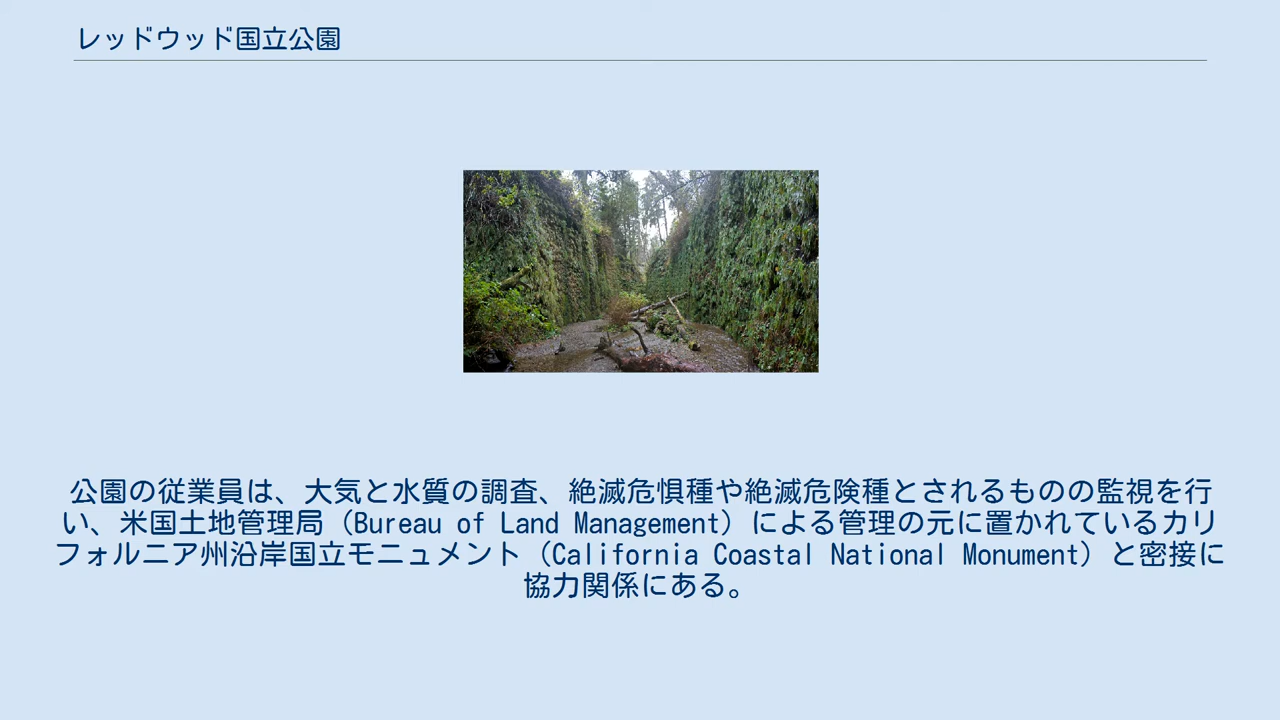 レッドウッド国立公園
公園の従業員は、大気と水質の調査、絶滅危惧種や絶滅危険種とされるものの監視を行
い、米国土地管理局（Bureau of Land Management）による管理の元に置かれているカリ
フォルニア州沿岸国立モニュメント（California Coastal National Monument）と密接に
協力関係にある。